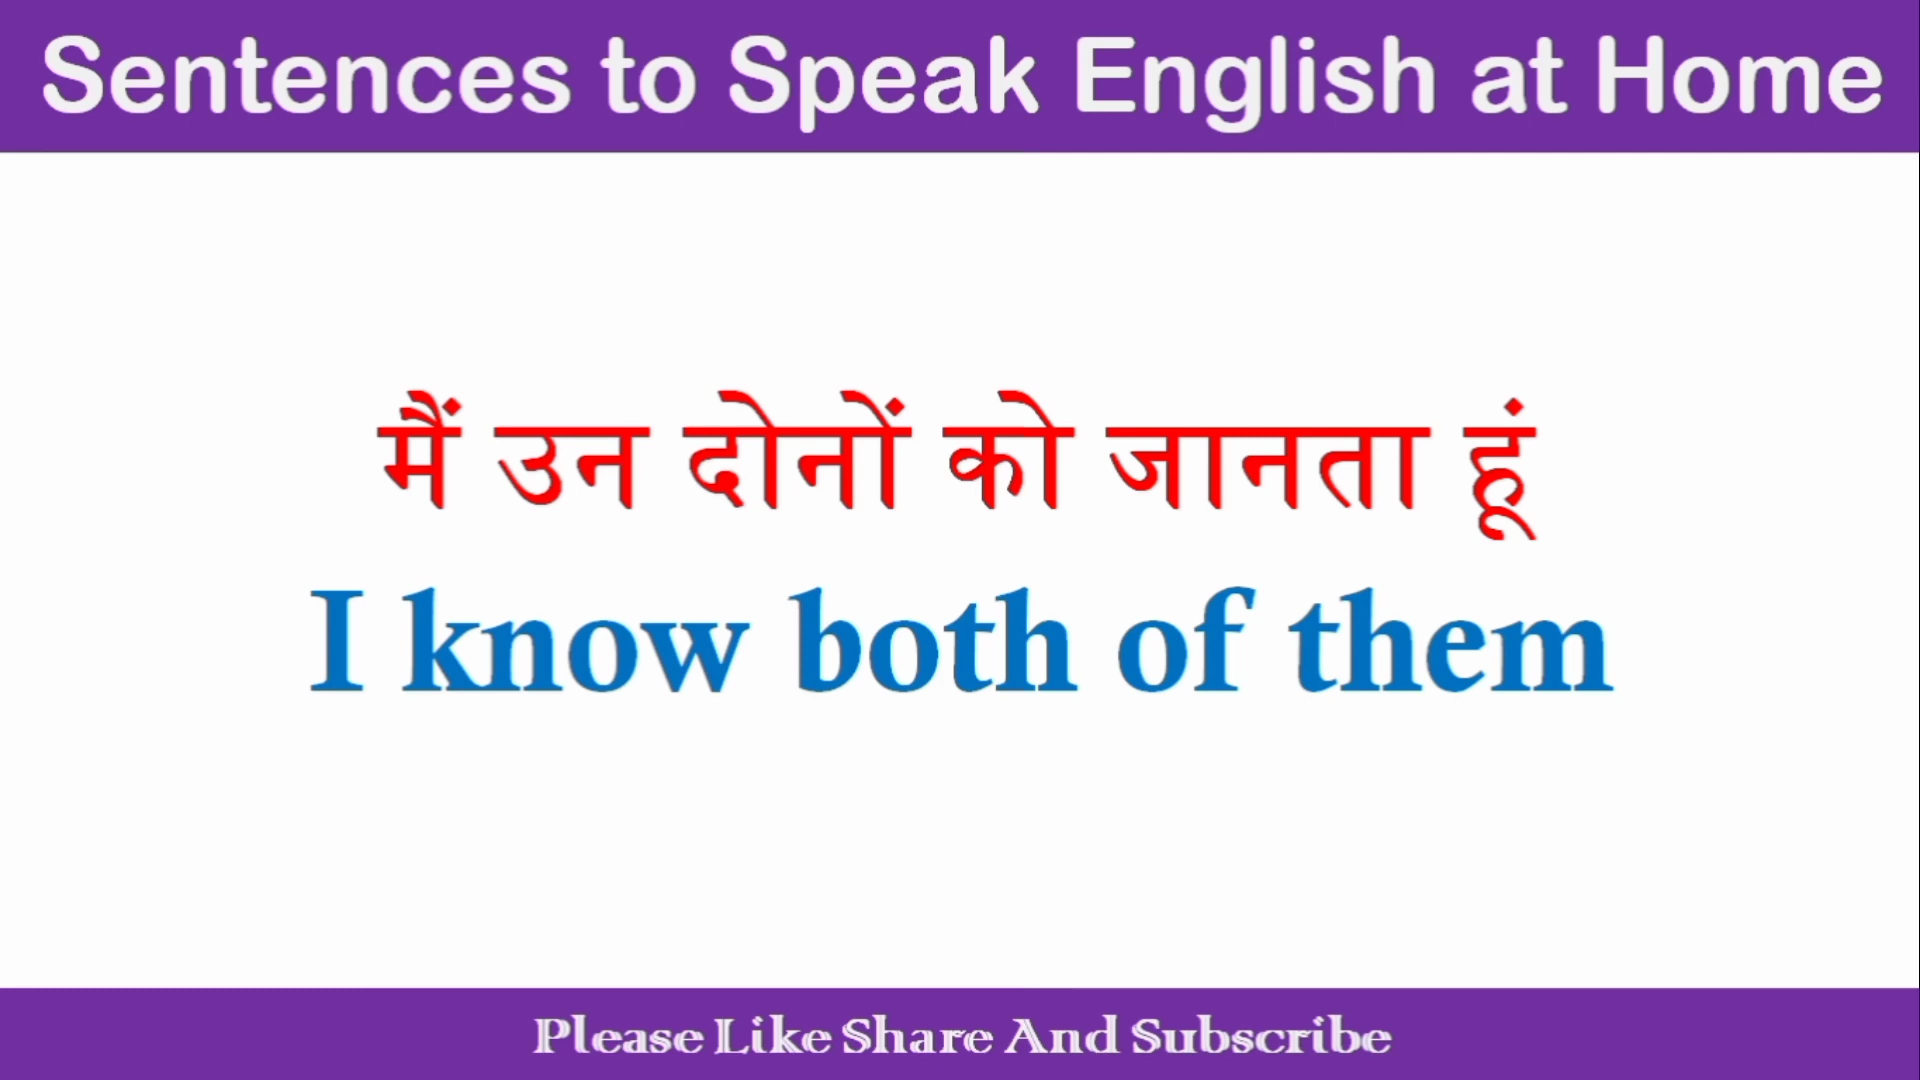 Sentences to Speak English at Home
मैं उन दोनों को जानता हूं
I know both of them
Please Like Share And Subscribe